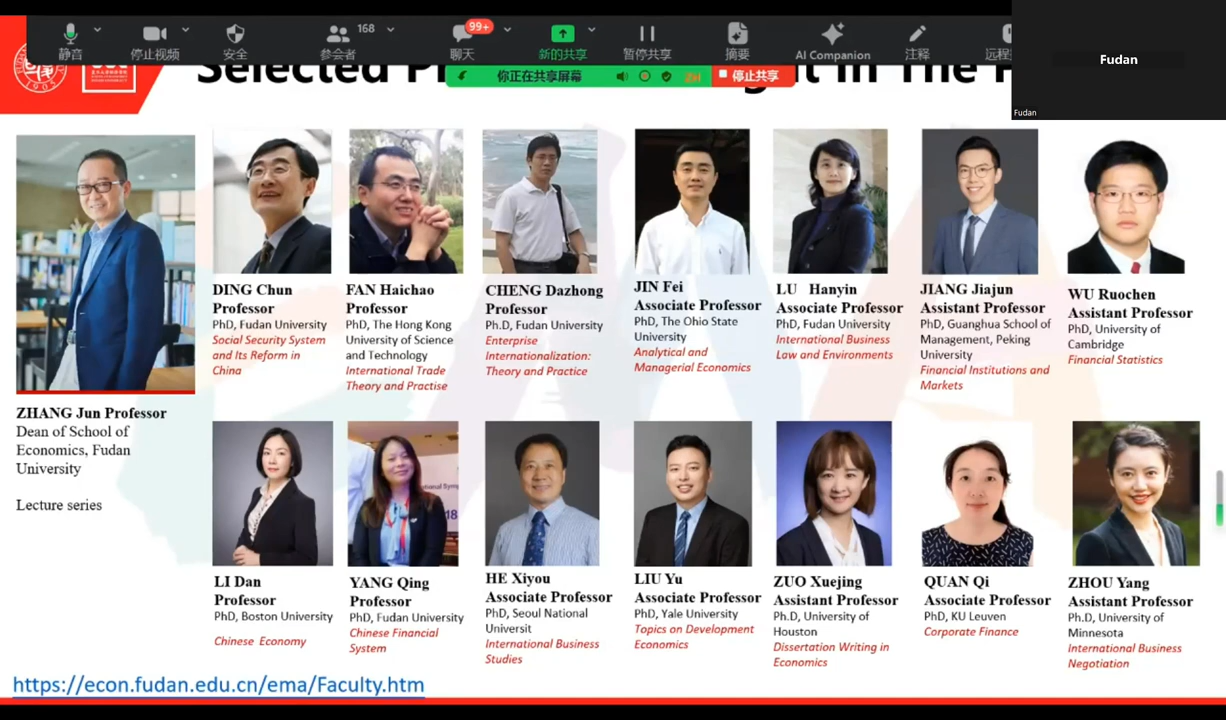 静音
停止视频
安全
168
参会者
99+
聊天
新的共享
暂停共享
摘要
AI Companion
注释
远程
Fudan
Fudan
你正在共享屏幕
停止共享
Selected
1905
ZHANG Jun Professor
Dean of School of
Economics, Fudan
University
Lecture series
DING Chun
Professor
PhD, Fudan University
Social Security System
and Its Reform in
China
FAN Haichao
Professor
PhD, The Hong Kong
University of Science
and Technology
International Trade
Theory and Practise
CHENG Dazhong
Professor
Ph.D, Fudan University
Enterprise
Internationalization:
Theory and Practice
JIN Fei
Associate Professor
PhD, The Ohio State
University
Analytical and
Managerial Economics
LU Hanyin
Associate Professor
PhD, Fudan University
International Business
Law and Environments
JIANG Jiajun
Assistant Professor
PhD, Guanghua School of
Management, Peking
University
Financial Institutions and
Markets
WU Ruochen
Assistant Professor
PhD, University of
Cambridge
Financial Statistics
LI Dan
Professor
PhD, Boston University
Chinese Economy
YANG Qing
Professor
PhD, Fudan University
Chinese Financial
System
HE Xiyou
Associate Professor
PhD, Seoul National
Universit
International Business
Studies
LIU Yu
Associate Professor
PhD, Yale University
Topics on Development
Economics
ZUO Xuejing
Assistant Professor
Ph.D, University of
Houston
Dissertation Writing in
Economics
QUAN Qi
Associate Professor
PhD, KU Leuven
Corporate Finance
ZHOU Yang
Assistant Professor
Ph.D, University of
Minnesota
International Business
Negotiation
https://econ.fudan.edu.cn/ema/Faculty.htm